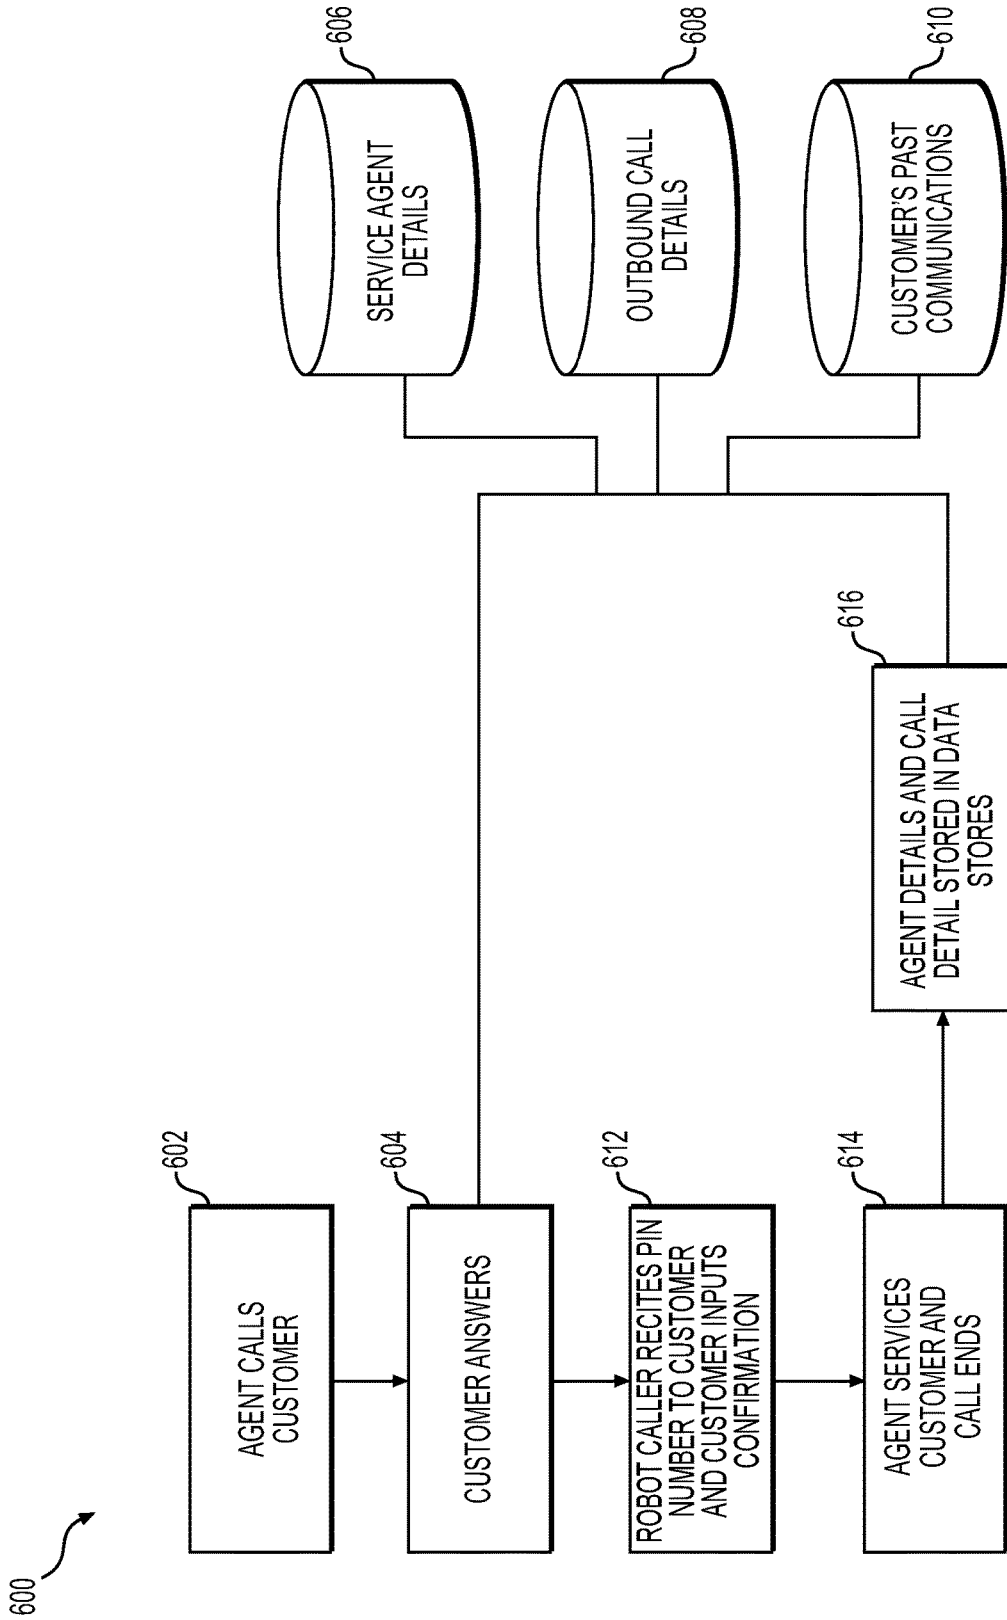 600
602
AGENT CALLS
CUSTOMER
604
CUSTOMER ANSWERS
612
ROBOT CALLER RECITES PIN
NUMBER TO CUSTOMER
AND CUSTOMER INPUTS
CONFIRMATION
614
AGENT SERVICES
CUSTOMER AND
CALL ENDS
616
AGENT DETAILS AND CALL
DETAIL STORED IN DATA
STORES
606
SERVICE AGENT
DETAILS
608
OUTBOUND CALL
DETAILS
610
CUSTOMER'S PAST
COMMUNICATIONS